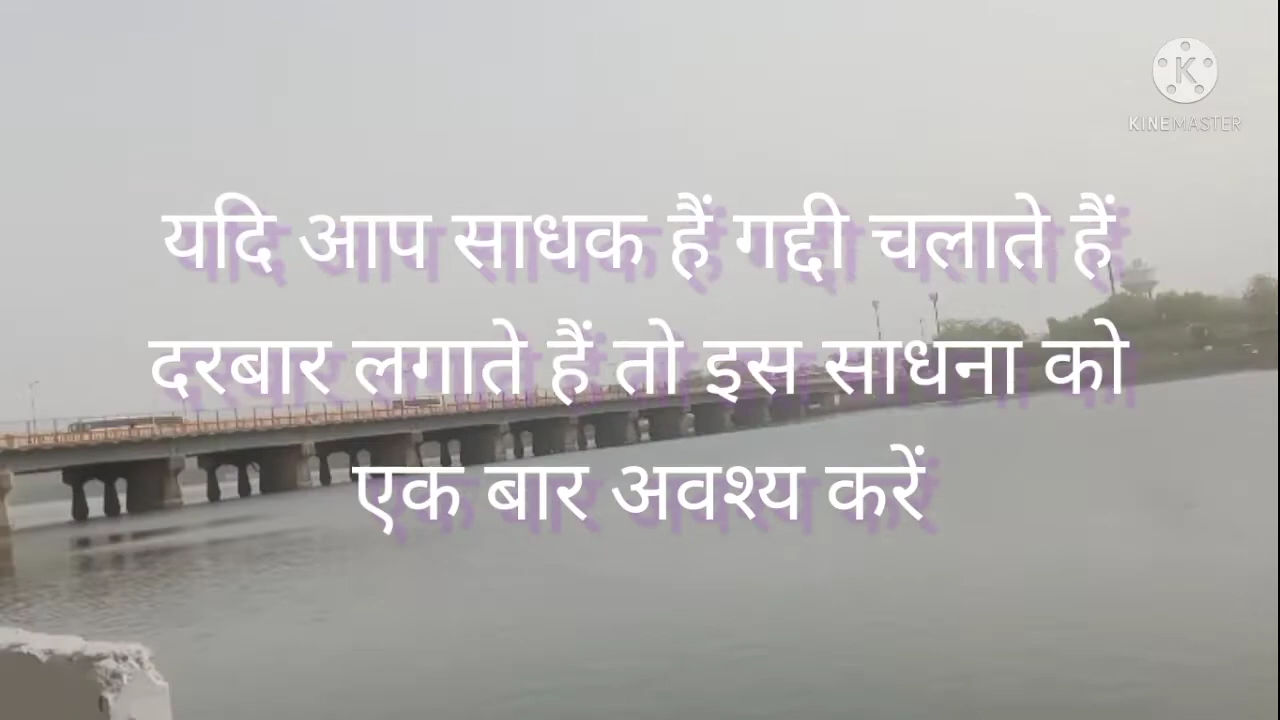 KINEMASTER
यदि आप साधक हैं गद्दी चलाते हैं
दरबार लगाते हैं तो इस साधना को
एक बार अवश्य करें